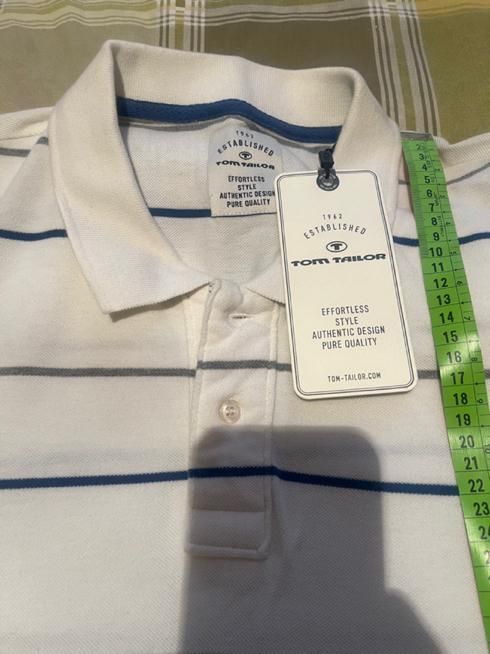 1962
ESTABLISHED
TOM TAILOR
EFFORTLESS
STYLE
AUTHENTIC DESIGN
PURE QUALITY
1962
ESTABLISHED
T
TOM TAILOR
EFFORTLESS
STYLE
AUTHENTIC DESIGN
PURE QUALITY
TOM-TAILOR.COM
2
3
4
5
6
7
8
9
10
11
12
13
14
15
16
17
18
19
20
21
22
23